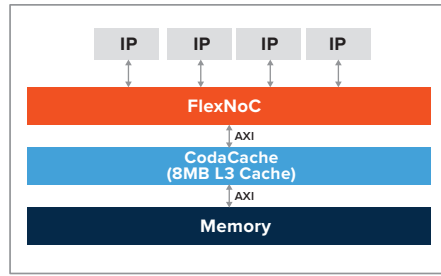 IP IP IP IP
FlexNoC
AXI
CodaCache
(8MB L3 Cache)
AXI
Memory